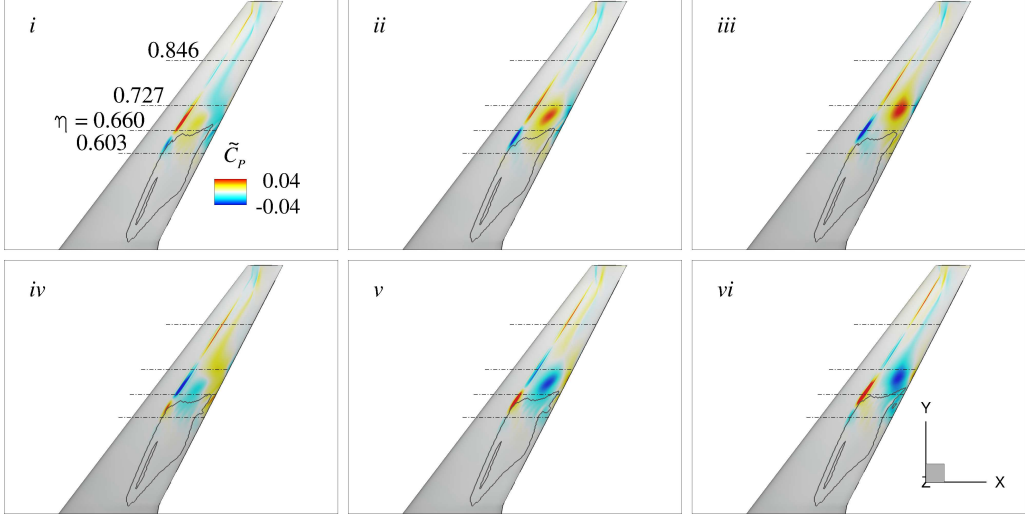 i
ii
iii
0.846
0.727
η = 0.660
0.603
C̃P
0.04
-0.04
iv
v
vi
Y
Z
X